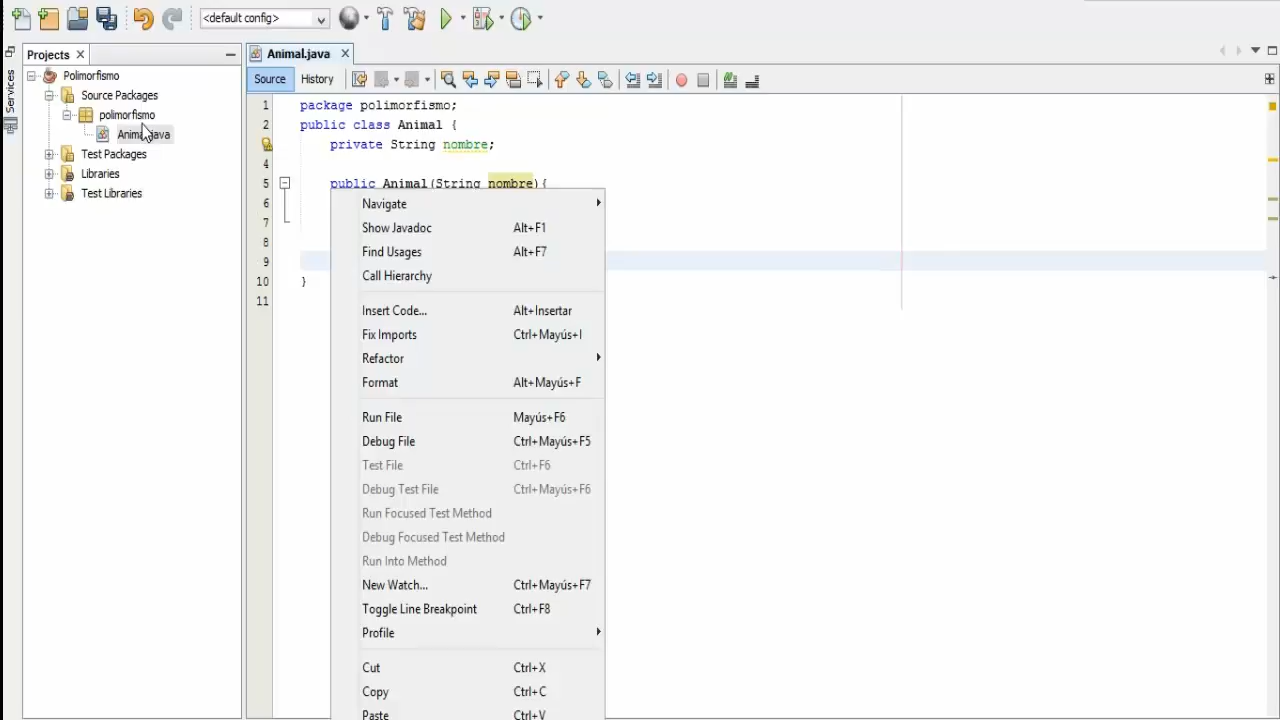 <default config>
Projects
Services
Polimorfismo
Source Packages
polimorfismo
Animal.java
Test Packages
Libraries
Test Libraries
Animal.java
Source
History
1 package polimorfismo;
2 public class Animal {
private String nombre;
4
5 public Animal(String nombre){
6
7
8
9
10 }
11
Navigate
Show Javadoc Alt+F1
Find Usages Alt+F7
Call Hierarchy
Insert Code... Alt+Insertar
Fix Imports Ctrl+Mayús+I
Refactor
Format Alt+Mayús+F
Run File Mayús+F6
Debug File Ctrl+Mayús+F5
Test File Ctrl+F6
Debug Test File Ctrl+Mayús+F6
Run Focused Test Method
Debug Focused Test Method
Run Into Method
New Watch... Ctrl+Mayús+F7
Toggle Line Breakpoint Ctrl+F8
Profile
Cut Ctrl+X
Copy Ctrl+C
Paste Ctrl+V